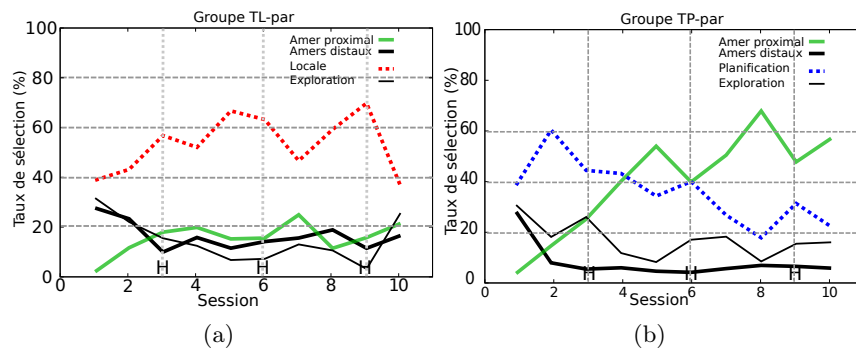 Groupe TL-par
Taux de sélection (%)
100
80
60
40
20
0
Amer proximal
Amers distaux
Locale
Exploration
H
H
H
0
2
4
6
8
10
Session
(a)
Groupe TP-par
Taux de sélection (%)
100
80
60
40
20
0
Amer proximal
Amers distaux
Planification
Exploration
H
H
H
0
2
4
6
8
10
Session
(b)